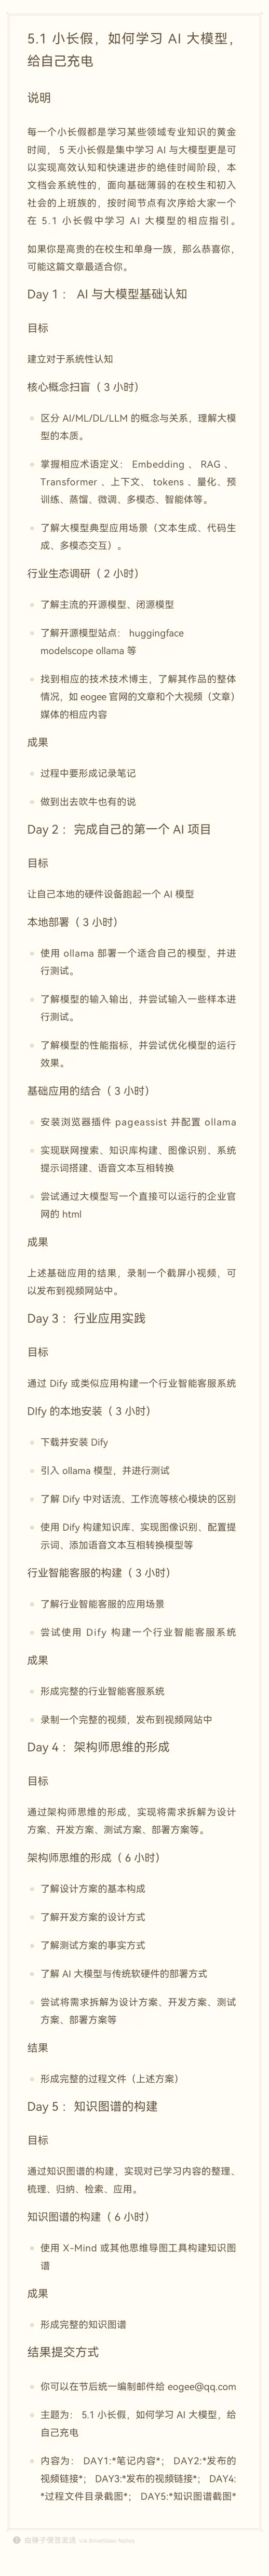 5.1 小长假，如何学习 AI 大模型，
给自己充电
说明
每一个小长假都是学习某些领域专业知识的黄金
时间， 5 天小长假是集中学习 AI 与大模型更是可
以实现高效认知和快速进步的绝佳时间阶段，本
文档会系统性的，面向基础薄弱的在校生和初入
社会的上班族的，按时间节点有次序给大家一个
在 5.1 小长假中学习 AI 大模型的相应指引。
如果你是高贵的在校生和单身一族，那么恭喜你，
可能这篇文章最适合你。
Day 1： AI 与大模型基础认知
目标
建立对于系统性认知
核心概念扫盲（ 3 小时）
区分 AI/ML/DL/LLM 的概念与关系，理解大模
型的本质。
掌握相应术语定义： Embedding 、 RAG 、
Transformer 、上下文、 tokens 、量化、预
训练、蒸馏、微调、多模态、智能体等。
了解大模型典型应用场景（文本生成、代码生
成、多模态交互）。
行业生态调研（ 2 小时）
了解主流的开源模型、闭源模型
了解开源模型站点： huggingface
modelscope ollama 等
找到相应的技术技术博主，了解其作品的整体
情况，如 eogee 官网的文章和个大视频（文章）
媒体的相应内容
成果
过程中要形成记录笔记
做到出去吹牛也有的说
Day 2： 完成自己的第一个 AI 项目
目标
让自己本地的硬件设备跑起一个 AI 模型
本地部署（ 3 小时）
使用 ollama 部署一个适合自己的模型，并进
行测试。
了解模型的输入输出，并尝试输入一些样本进
行测试。
了解模型的性能指标，并尝试优化模型的运行
效果。
基础应用的结合（ 3 小时）
安装浏览器插件 pageassist 并配置 ollama
实现联网搜索、知识库构建、图像识别、系统
提示词搭建、语音文本互相转换
尝试通过大模型写一个直接可以运行的企业官
网的 html
成果
上述基础应用的结果，录制一个截屏小视频，可
以发布到视频网站中。
Day 3： 行业应用实践
目标
通过 Dify 或类似应用构建一个行业智能客服系统
DIfy 的本地安装（ 3 小时）
下载并安装 Dify
引入 ollama 模型，并进行测试
了解 Dify 中对话流、工作流等核心模块的区别
使用 Dify 构建知识库、实现图像识别、配置提
示词、添加语音文本互相转换模型等
行业智能客服的构建（ 3 小时）
了解行业智能客服的应用场景
尝试使用 Dify 构建一个行业智能客服系统
成果
形成完整的行业智能客服系统
录制一个完整的视频，发布到视频网站中
Day 4： 架构师思维的形成
目标
通过架构师思维的形成，实现将需求拆解为设计
方案、开发方案、测试方案、部署方案等。
架构师思维的形成（ 6 小时）
了解设计方案的基本构成
了解开发方案的设计方式
了解测试方案的事实方式
了解 AI 大模型与传统软硬件的部署方式
尝试将需求拆解为设计方案、开发方案、测试
方案、部署方案等
结果
形成完整的过程文件（上述方案）
Day 5： 知识图谱的构建
目标
通过知识图谱的构建，实现对已学习内容的整理、
梳理、归纳、检索、应用。
知识图谱的构建（ 6 小时）
使用 X-Mind 或其他思维导图工具构建知识图
谱
成果
形成完整的知识图谱
结果提交方式
你可以在节后统一编制邮件给 eogee@qq.com
主题为： 5.1 小长假，如何学习 AI 大模型，给
自己充电
内容为： DAY1:*笔记内容*； DAY2:*发布的
视频链接*； DAY3:*发布的视频链接*； DAY4:
*过程文件目录截图*； DAY5:*知识图谱截图*
由锤子便签发送 via Smartisan Notes